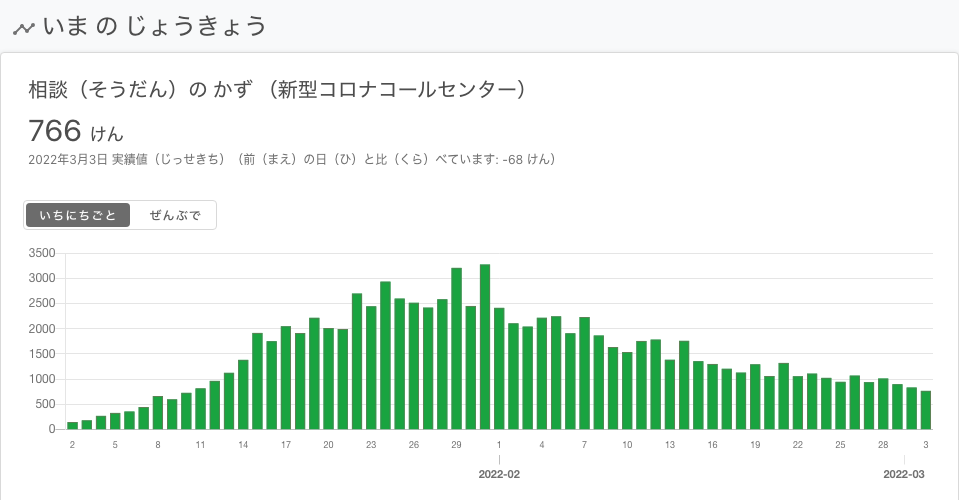 いま の じょうきょう
相談（そうだん）の かず （新型コロナコールセンター）
766 けん
2022年3月3日 実績値（じっせきち）（前（まえ）の日（ひ）と比（くら）べています: -68 けん）
いちにちごと ぜんぶで
3500
3000
2500
2000
1500
1000
500
0
2 5 8 11 14 17 20 23 26 29 1 4 7 10 13 16 19 22 25 28 3
2022-02 2022-03